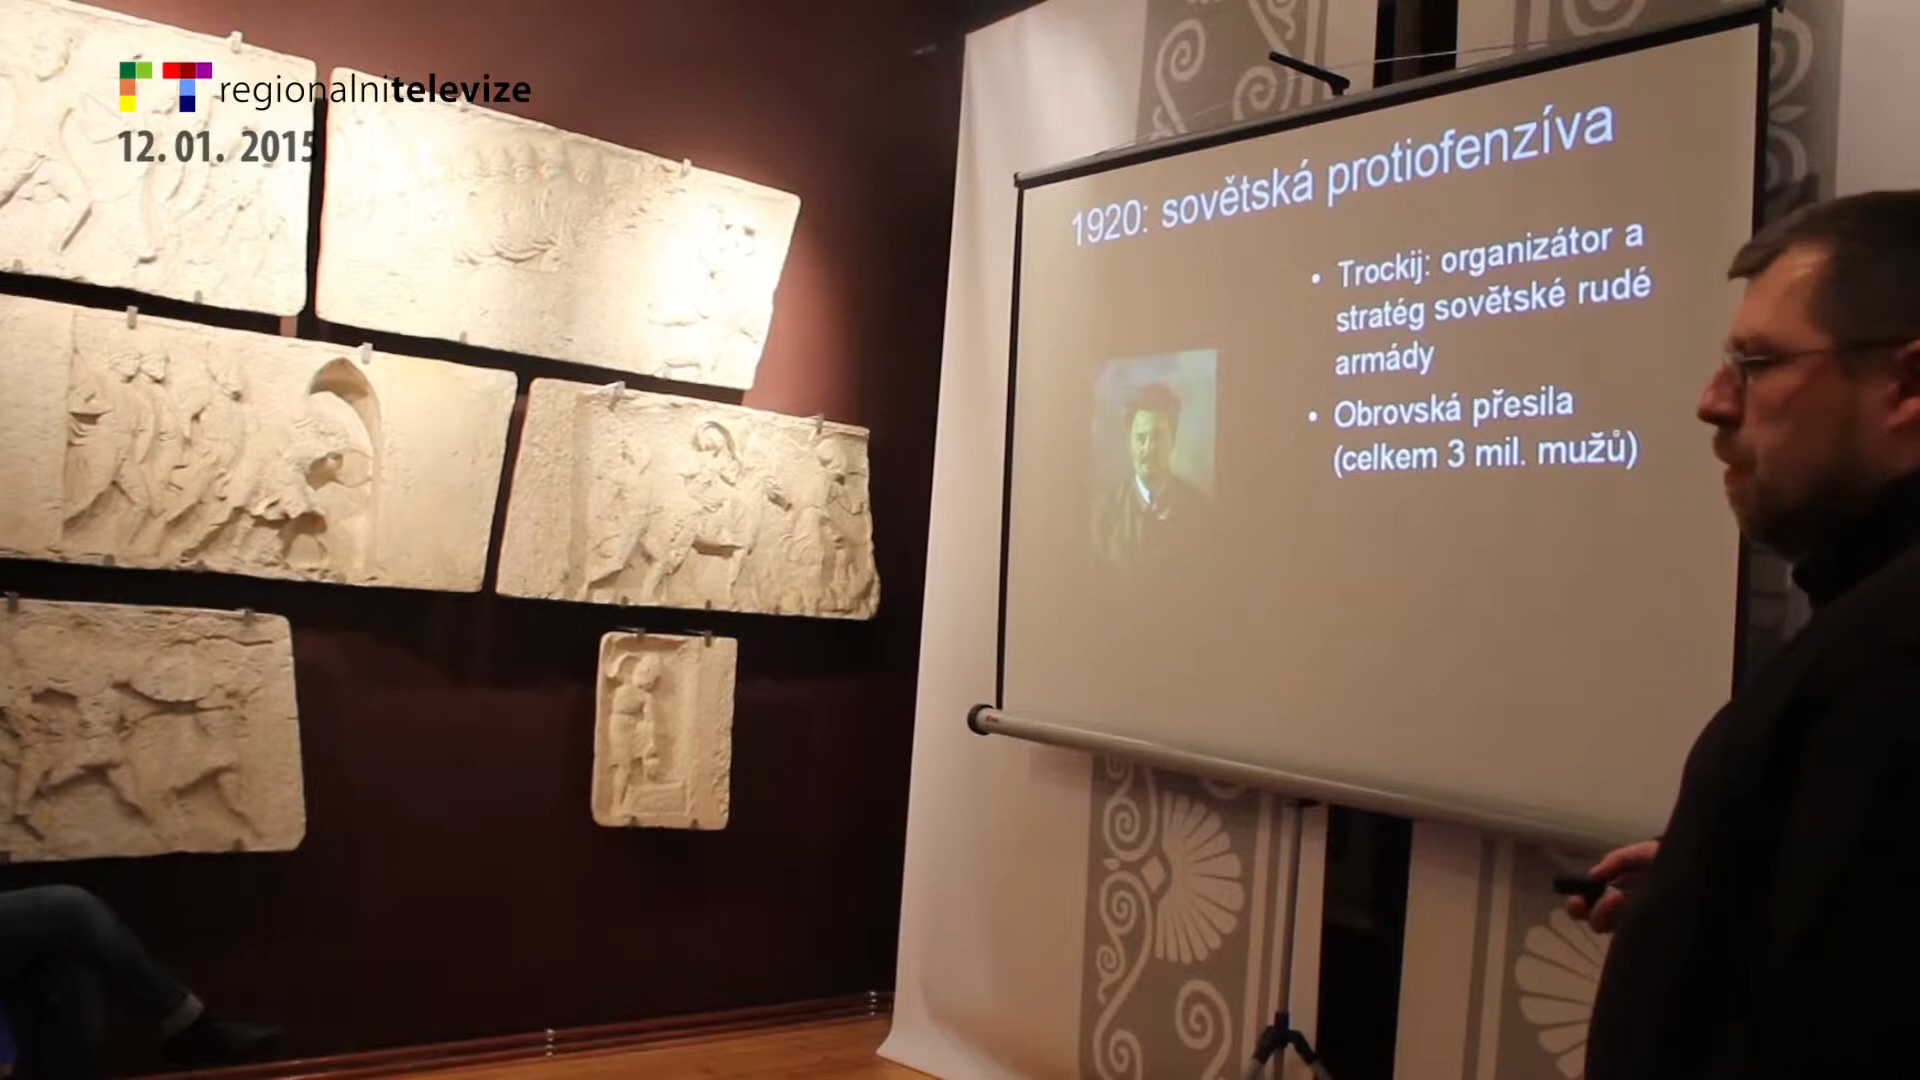 regionalnitelevize
12. 01. 2015
1920: sovětská protiofenzíva
• Trockij: organizátor a
stratég sovětské rudé
armády
• Obrovská přesila
(celkem 3 mil. mužů)